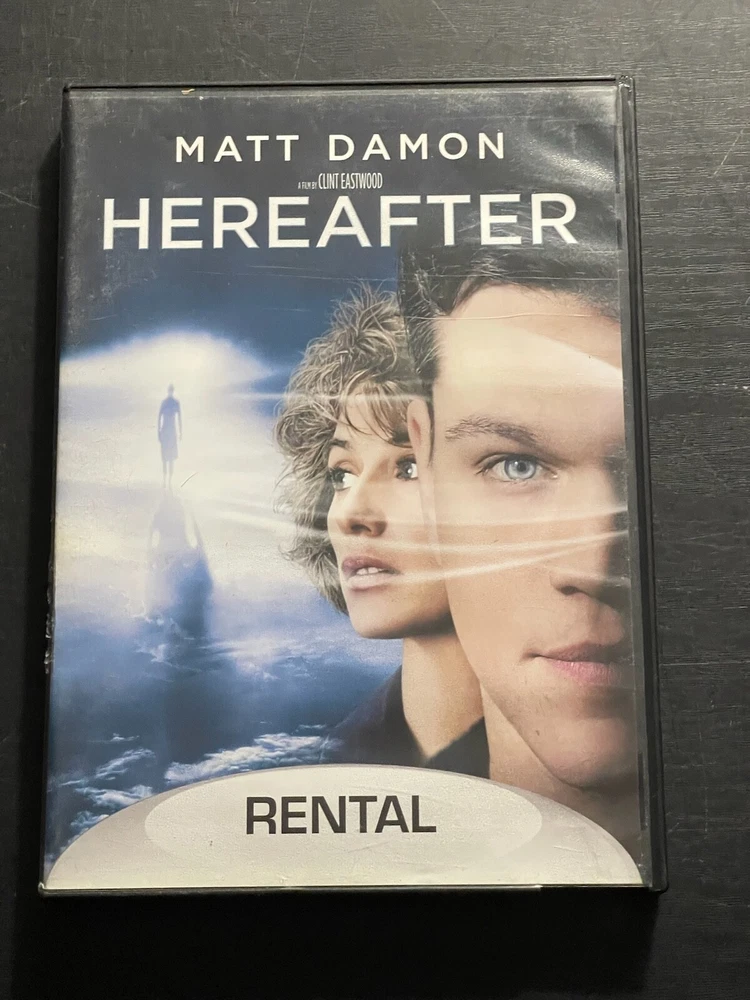 MATT DAMON
A FILM BY CLINT EASTWOOD
HEREAFTER
RENTAL